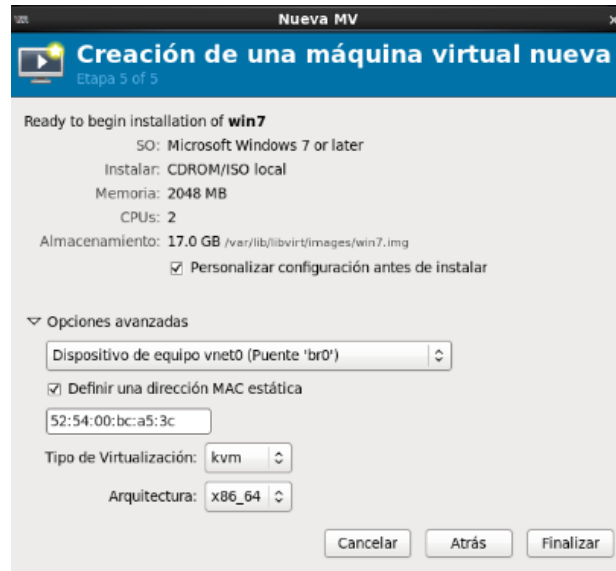 Nueva MV
Creación de una máquina virtual nueva
Etapa 5 of 5
Ready to begin installation of win7
SO: Microsoft Windows 7 or later
Instalar: CDROM/ISO local
Memoria: 2048 MB
CPUs: 2
Almacenamiento: 17.0 GB /var/lib/libvirt/images/win7.img
Personalizar configuración antes de instalar
Opciones avanzadas
Dispositivo de equipo vnet0 (Puente 'br0')
Definir una dirección MAC estática
52:54:00:bc:a5:3c
Tipo de Virtualización: kvm
Arquitectura: x86_64
Cancelar Atrás Finalizar